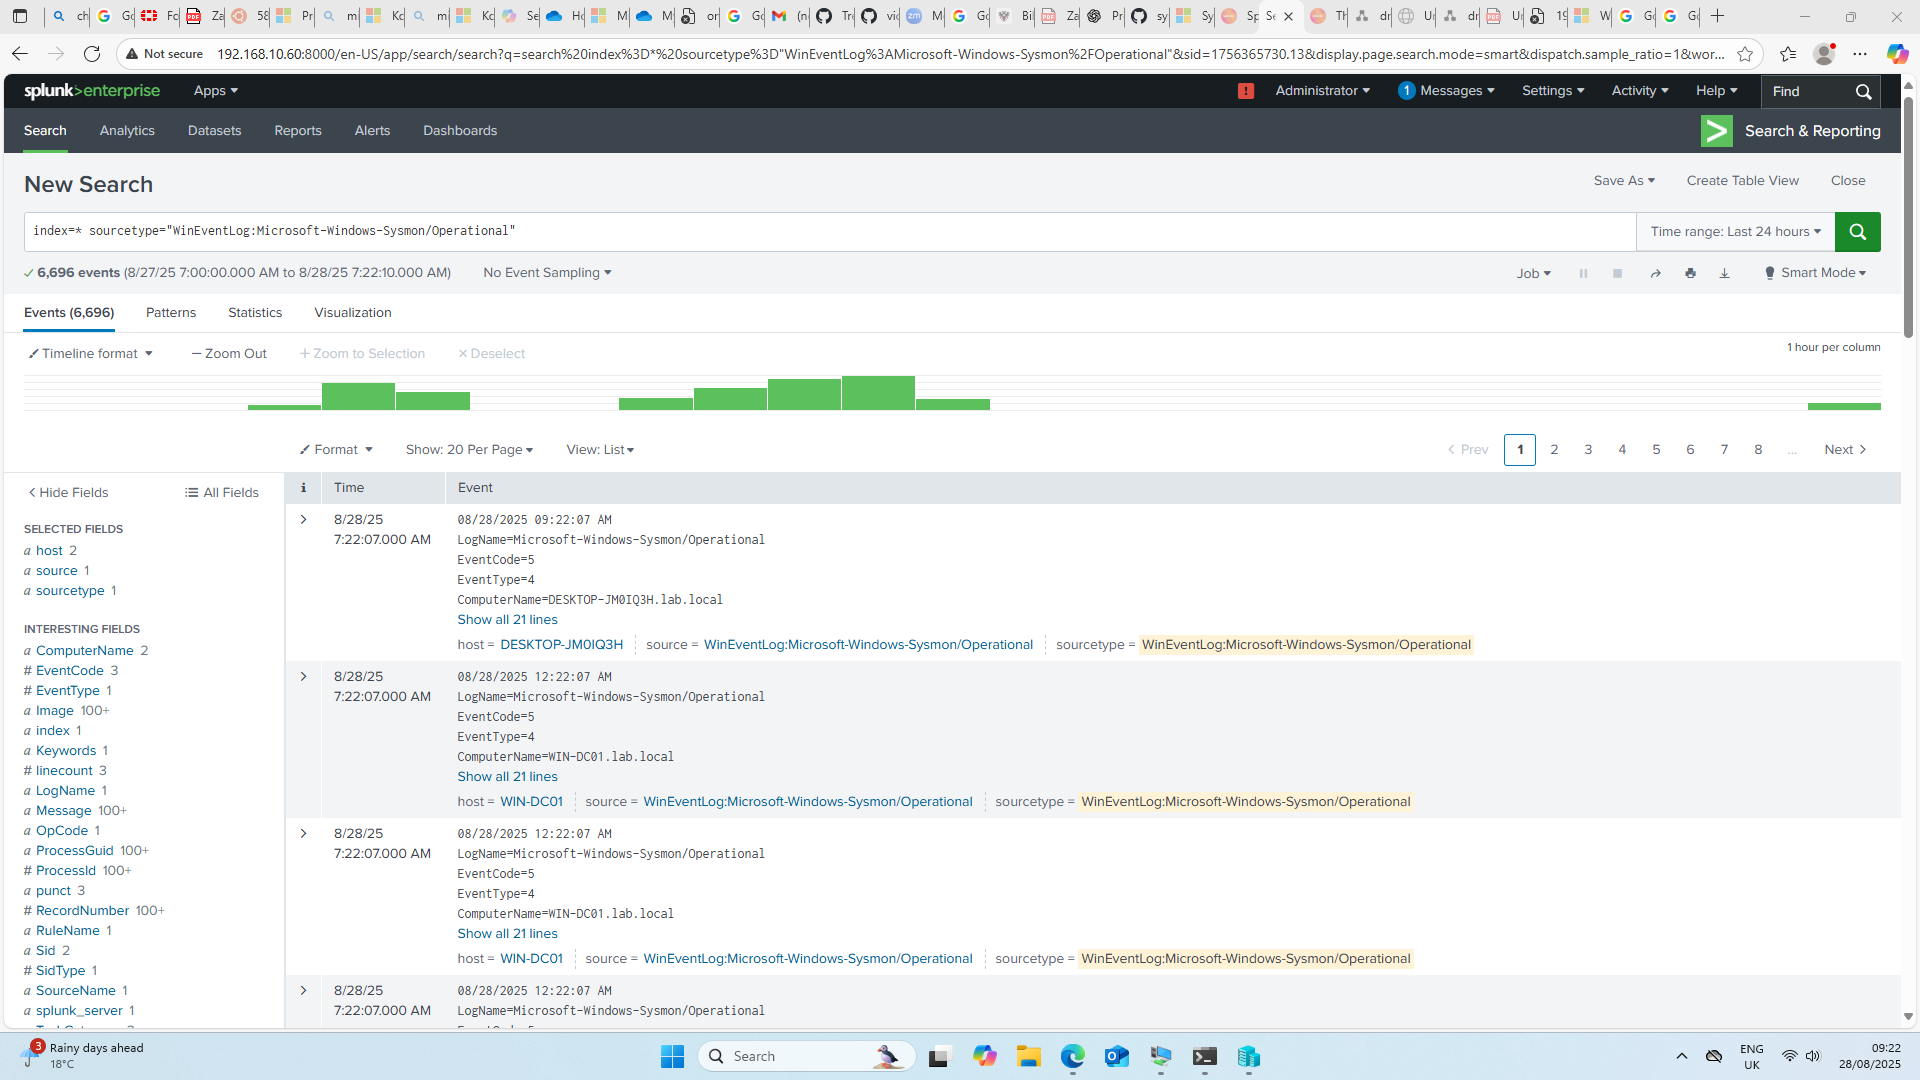 Not secure
192.168.10.60:8000/en-US/app/search/search?q=search%20index%3D*%20sourcetype%3D"WinEventLog%3AMicrosoft-Windows-Sysmon%2FOperational"&sid=1756365730.13&display.page.search.mode=smart&dispatch.sample_ratio=1&wor...
splunk>enterprise
Apps
!
Administrator
1 Messages
Settings
Activity
Help
Find
Search
Analytics
Datasets
Reports
Alerts
Dashboards
Search & Reporting
New Search
Save As
Create Table View
Close
index=* sourcetype="WinEventLog:Microsoft-Windows-Sysmon/Operational"
Time range: Last 24 hours
6,696 events (8/27/25 7:00:00.000 AM to 8/28/25 7:22:10.000 AM)
No Event Sampling
Job
Smart Mode
Events (6,696)
Patterns
Statistics
Visualization
Timeline format
Zoom Out
Zoom to Selection
Deselect
1 hour per column
Format
Show: 20 Per Page
View: List
Prev 1 2 3 4 5 6 7 8 ... Next
Hide Fields
All Fields
SELECTED FIELDS
a host 2
a source 1
a sourcetype 1
INTERESTING FIELDS
a ComputerName 2
# EventCode 3
# EventType 1
a Image 100+
a index 1
a Keywords 1
# linecount 3
a LogName 1
a Message 100+
a OpCode 1
a ProcessGuid 100+
# ProcessId 100+
a punct 3
# RecordNumber 100+
a RuleName 1
a Sid 2
# SidType 1
a SourceName 1
a splunk_server 1
i
Time
Event
8/28/25
7:22:07.000 AM
08/28/2025 09:22:07 AM
LogName=Microsoft-Windows-Sysmon/Operational
EventCode=5
EventType=4
ComputerName=DESKTOP-JM0IQ3H.lab.local
Show all 21 lines
host = DESKTOP-JM0IQ3H source = WinEventLog:Microsoft-Windows-Sysmon/Operational sourcetype = WinEventLog:Microsoft-Windows-Sysmon/Operational
8/28/25
7:22:07.000 AM
08/28/2025 12:22:07 AM
LogName=Microsoft-Windows-Sysmon/Operational
EventCode=5
EventType=4
ComputerName=WIN-DC01.lab.local
Show all 21 lines
host = WIN-DC01 source = WinEventLog:Microsoft-Windows-Sysmon/Operational sourcetype = WinEventLog:Microsoft-Windows-Sysmon/Operational
8/28/25
7:22:07.000 AM
08/28/2025 12:22:07 AM
LogName=Microsoft-Windows-Sysmon/Operational
EventCode=5
EventType=4
ComputerName=WIN-DC01.lab.local
Show all 21 lines
host = WIN-DC01 source = WinEventLog:Microsoft-Windows-Sysmon/Operational sourcetype = WinEventLog:Microsoft-Windows-Sysmon/Operational
8/28/25
7:22:07.000 AM
08/28/2025 12:22:07 AM
LogName=Microsoft-Windows-Sysmon/Operational
3
Rainy days ahead
18°C
Search
ENG
UK
09:22
28/08/2025